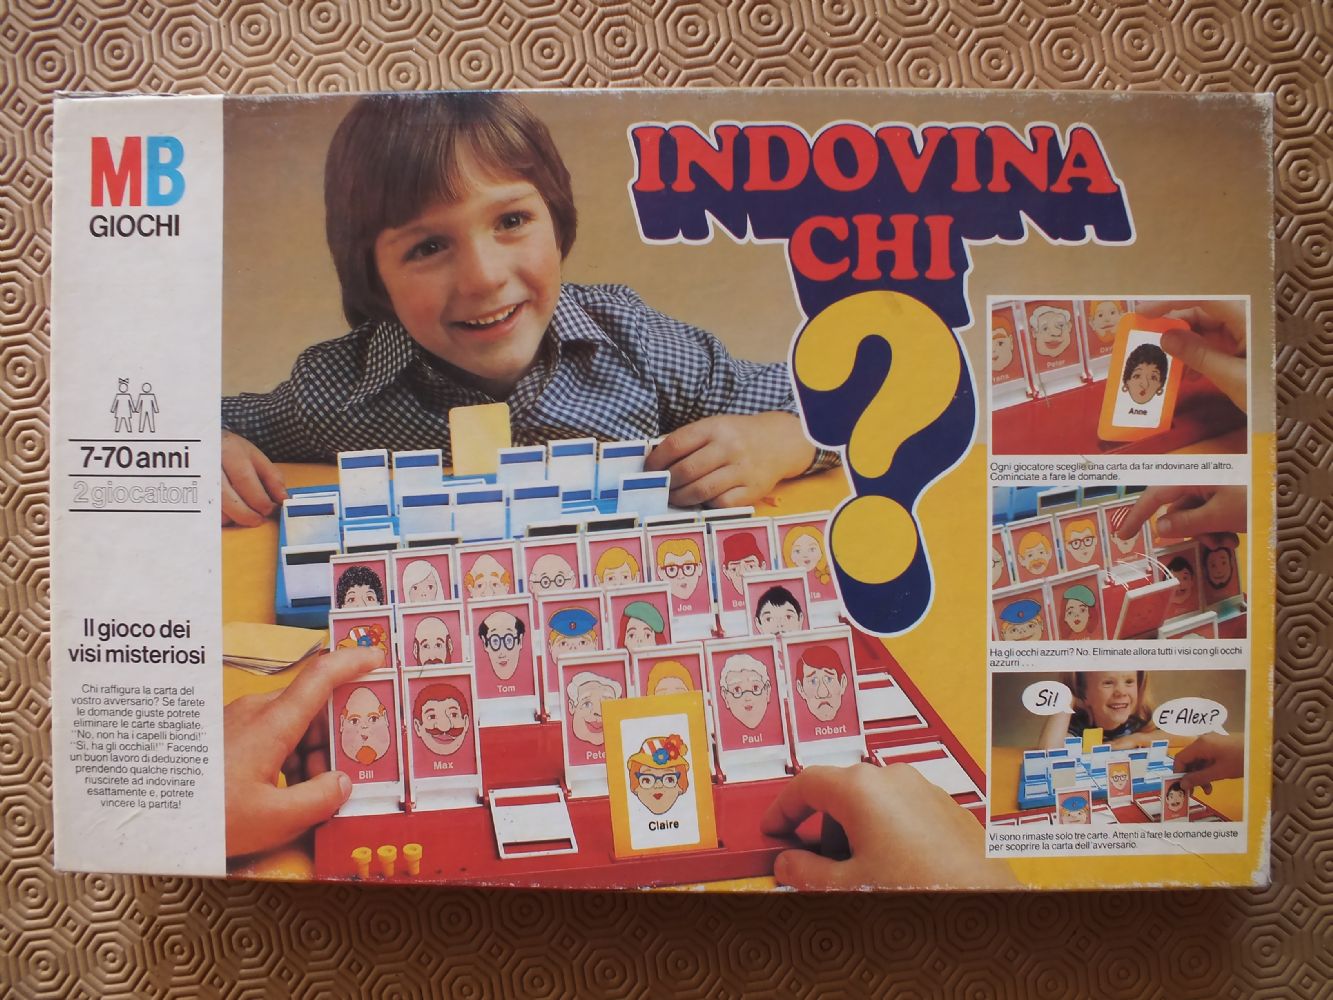 MB
GIOCHI
7-70 anni
2 giocatori
Il gioco dei
visi misteriosi
Chi raffigura la carta del
vostro avversario? Se farete
le domande giuste potrete
eliminare le carte sbagliate.
"No, non ha i capelli biondi!"
"Si, ha gli occhiali!" Facendo
un buon lavoro di deduzione e
prendendo qualche rischio,
riuscirete ad indovinare
esattamente e, potrete
vincere la partita!
INDOVINA
CHI
?
Joe
Tom
Bill
Max
Pete
Paul
Robert
Claire
Peter
Anne
Ogni giocatore sceglie una carta da far indovinare all'altro.
Cominciate a fare le domande.
Ha gli occhi azzurri? No. Eliminate allora tutti i visi con gli occhi
azzurri . . .
Sì!
E' Alex?
Vi sono rimaste solo tre carte. Attenti a fare le domande giuste
per scoprire la carta dell'avversario.